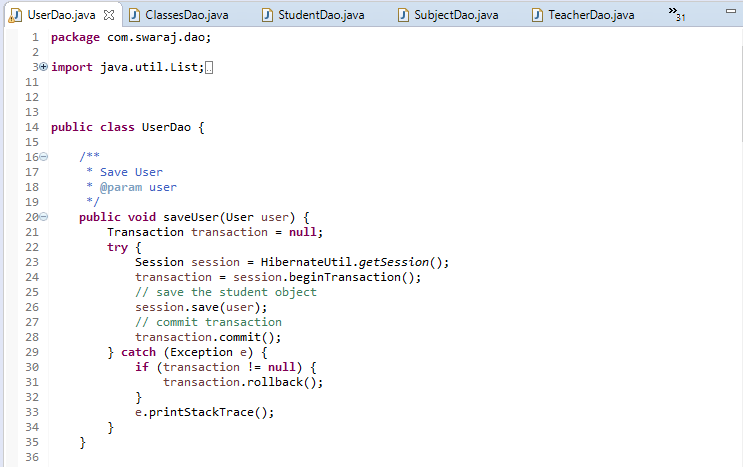 UserDao.java ClassesDao.java StudentDao.java SubjectDao.java TeacherDao.java »31
1 package com.swaraj.dao;
2
3 import java.util.List;
11
12
13
14 public class UserDao {
15
16 /**
17 * Save User
18 * @param user
19 */
20 public void saveUser(User user) {
21 Transaction transaction = null;
22 try {
23 Session session = HibernateUtil.getSession();
24 transaction = session.beginTransaction();
25 // save the student object
26 session.save(user);
27 // commit transaction
28 transaction.commit();
29 } catch (Exception e) {
30 if (transaction != null) {
31 transaction.rollback();
32 }
33 e.printStackTrace();
34 }
35 }
36